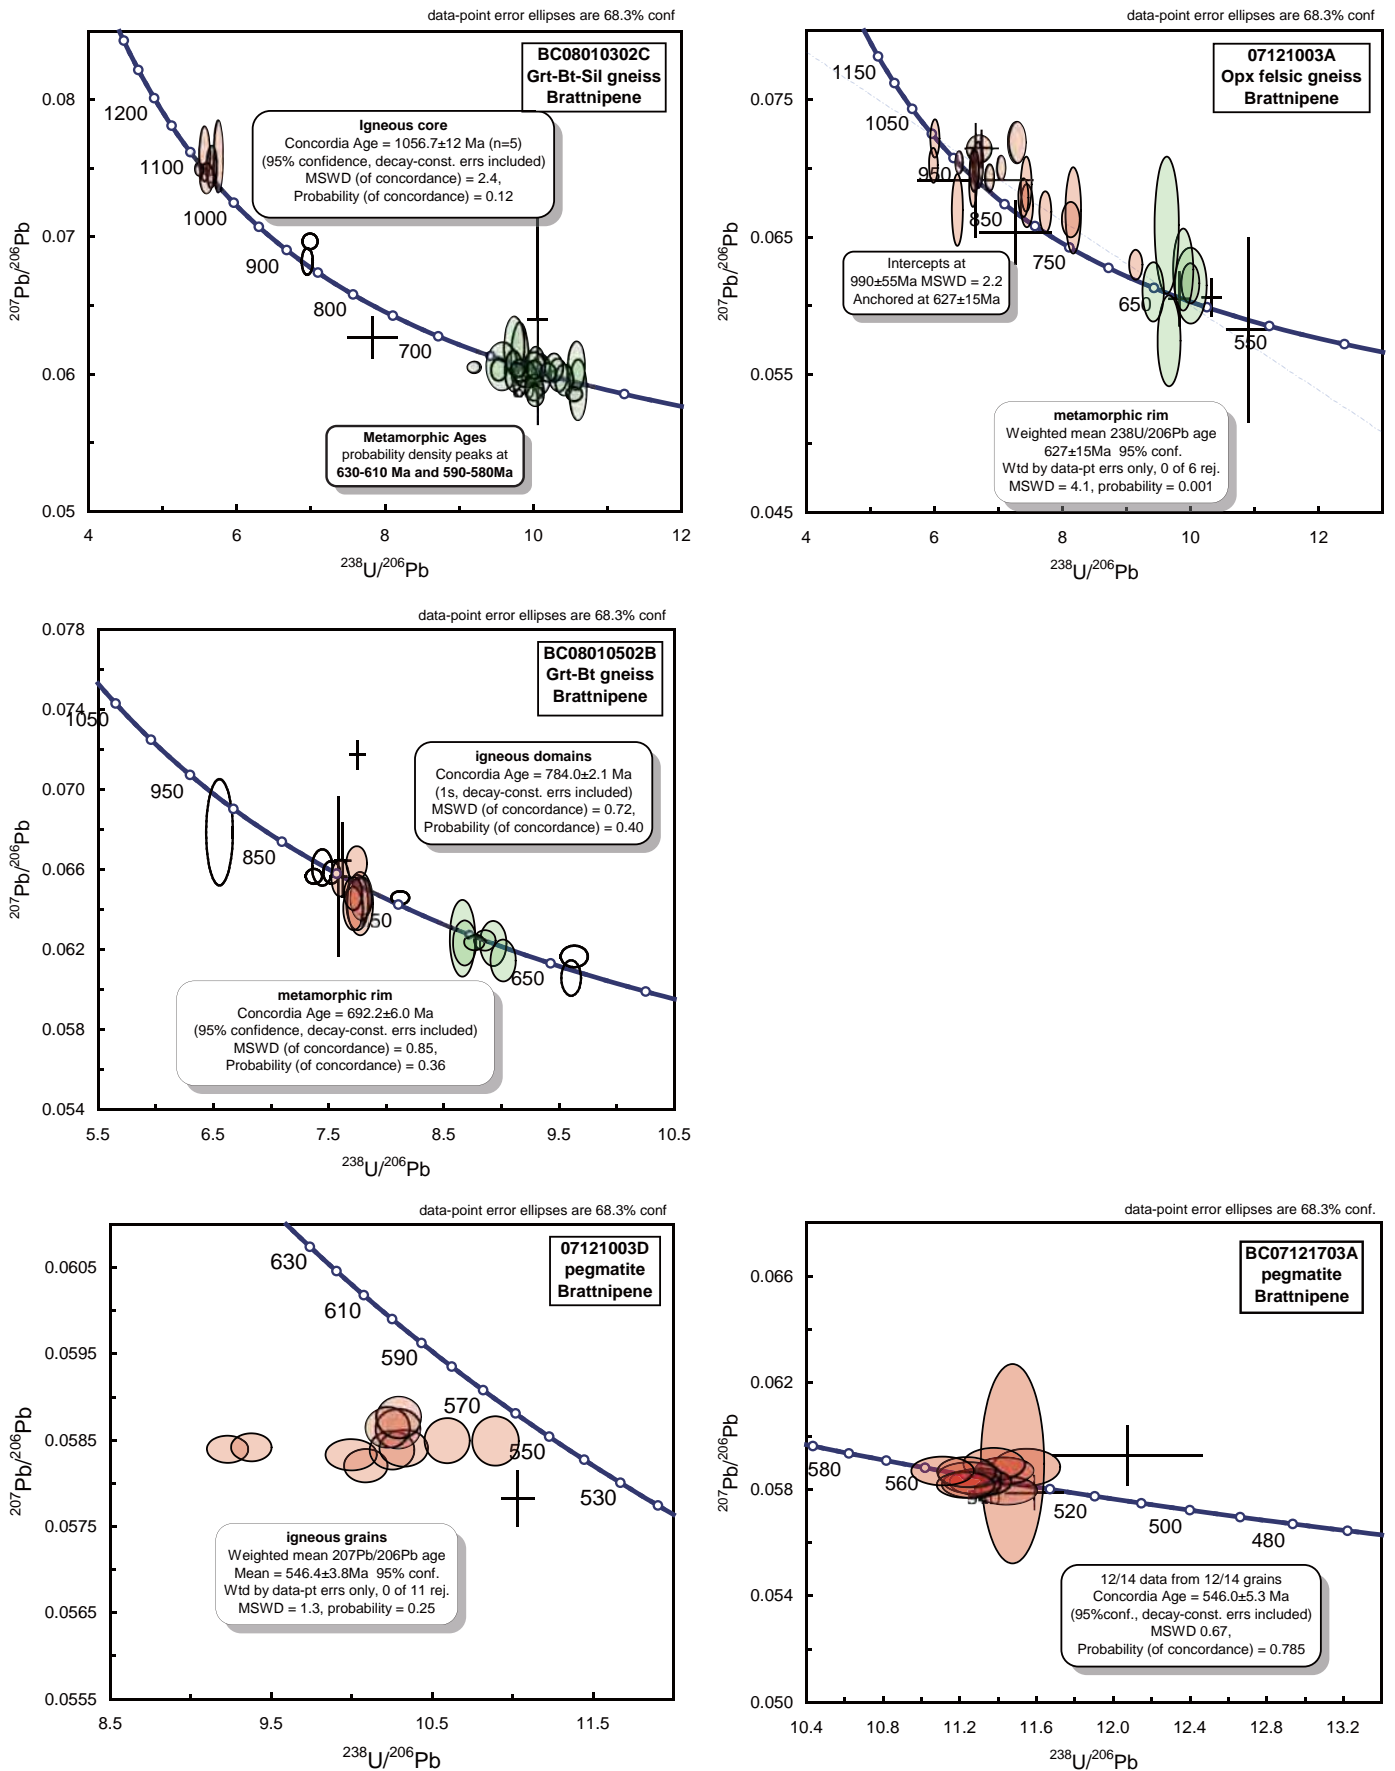 data-point error ellipses are 68.3% conf
BC08010302C
Grt-Bt-Sil gneiss
Brattnipene
Igneous core
Concordia Age = 1056.7±12 Ma (n=5)
(95% confidence, decay-const. errs included)
MSWD (of concordance) = 2.4,
Probability (of concordance) = 0.12
1200
1100
1000
900
800
700
Metamorphic Ages
probability density peaks at
630-610 Ma and 590-580Ma
0.08
0.07
0.06
0.05
207Pb/206Pb
4 6 8 10 12
238U/206Pb
data-point error ellipses are 68.3% conf
07121003A
Opx felsic gneiss
Brattnipene
1150
1050
950
850
750
650
550
Intercepts at
990±55Ma MSWD = 2.2
Anchored at 627±15Ma
metamorphic rim
Weighted mean 238U/206Pb age
627±15Ma 95% conf.
Wtd by data-pt errs only, 0 of 6 rej.
MSWD = 4.1, probability = 0.001
0.075
0.065
0.055
0.045
207Pb/206Pb
4 6 8 10 12
238U/206Pb
data-point error ellipses are 68.3% conf
BC08010502B
Grt-Bt gneiss
Brattnipene
igneous domains
Concordia Age = 784.0±2.1 Ma
(1s, decay-const. errs included)
MSWD (of concordance) = 0.72,
Probability (of concordance) = 0.40
1050
950
850
750
650
metamorphic rim
Concordia Age = 692.2±6.0 Ma
(95% confidence, decay-const. errs included)
MSWD (of concordance) = 0.85,
Probability (of concordance) = 0.36
0.078
0.074
0.070
0.066
0.062
0.058
0.054
207Pb/206Pb
5.5 6.5 7.5 8.5 9.5 10.5
238U/206Pb
data-point error ellipses are 68.3% conf
07121003D
pegmatite
Brattnipene
630
610
590
570
550
530
igneous grains
Weighted mean 207Pb/206Pb age
Mean = 546.4±3.8Ma 95% conf.
Wtd by data-pt errs only, 0 of 11 rej.
MSWD = 1.3, probability = 0.25
0.0605
0.0595
0.0585
0.0575
0.0565
0.0555
207Pb/206Pb
8.5 9.5 10.5 11.5
238U/206Pb
data-point error ellipses are 68.3% conf.
BC07121703A
pegmatite
Brattnipene
580
560
540
520
500
480
12/14 data from 12/14 grains
Concordia Age = 546.0±5.3 Ma
(95%conf., decay-const. errs included)
MSWD 0.67,
Probability (of concordance) = 0.785
0.066
0.062
0.058
0.054
0.050
207Pb/206Pb
10.4 10.8 11.2 11.6 12.0 12.4 12.8 13.2
238U/206Pb